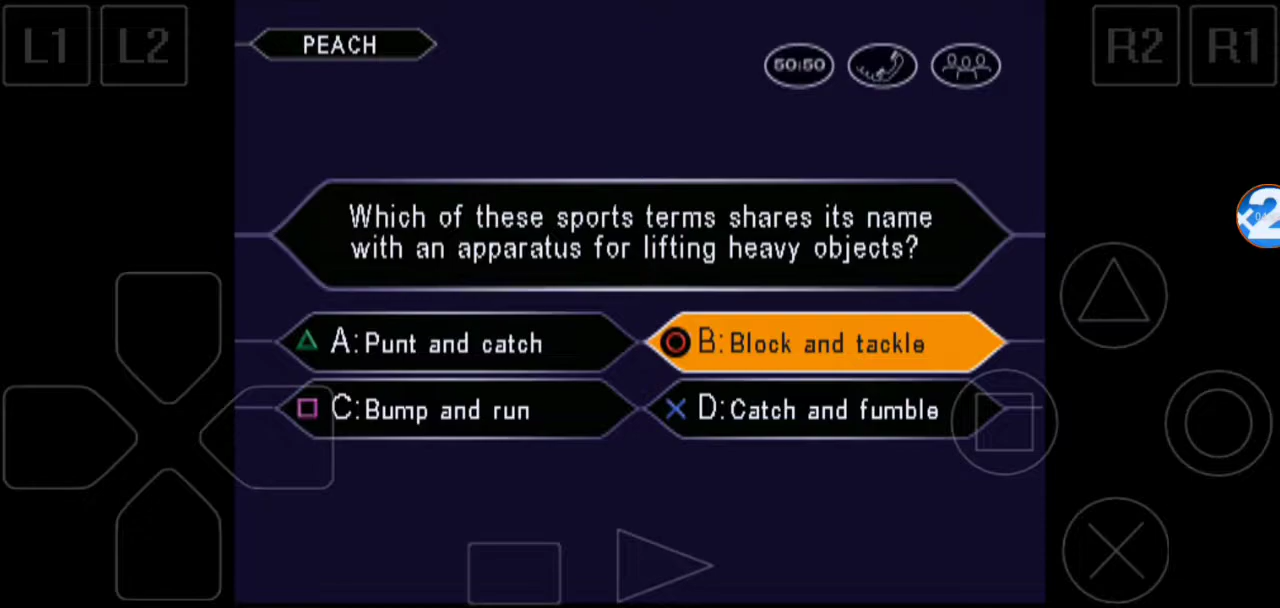 L1 L2 R2 R1
PEACH
50:50
Which of these sports terms shares its name
with an apparatus for lifting heavy objects?
A: Punt and catch
B: Block and tackle
C: Bump and run
D: Catch and fumble